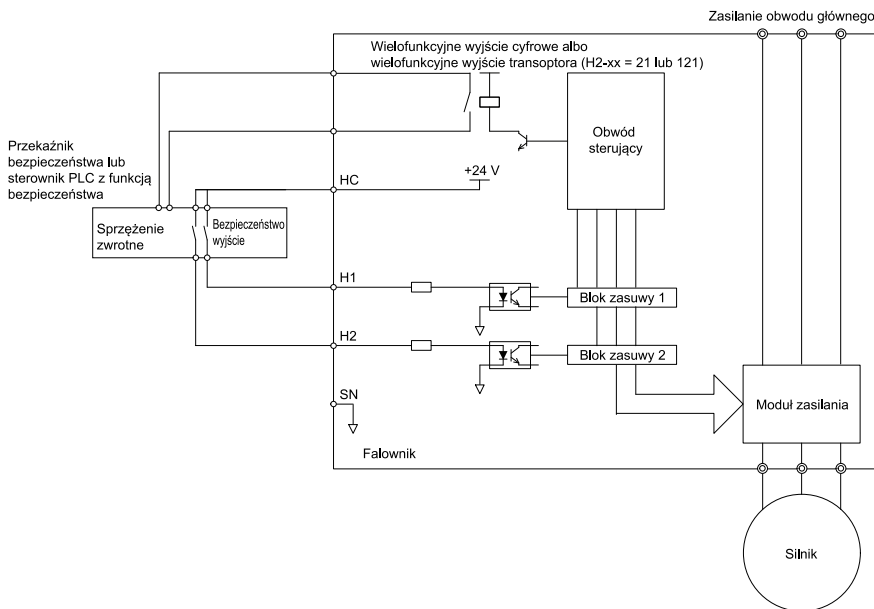 Zasilanie obwodu głównego
Wielofunkcyjne wyjście cyfrowe albo
wielofunkcyjne wyjście transoptora (H2-xx = 21 lub 121)
Obwód
sterujący
Przekaźnik
bezpieczeństwa lub
sterownik PLC z funkcją
bezpieczeństwa
+24 V
HC
Sprzężenie
zwrotne
Bezpieczeństwo
wyjście
H1
Blok zasuwy 1
H2
Blok zasuwy 2
SN
Moduł zasilania
Falownik
Silnik